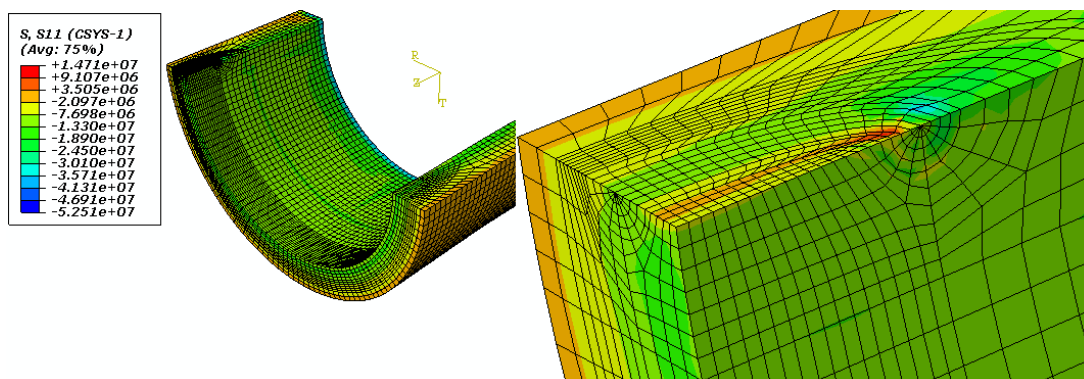 S, S11 (CSYS-1)
(Avg: 75%)
+1.471e+07
+9.107e+06
+3.505e+06
-2.097e+06
-7.698e+06
-1.330e+07
-1.890e+07
-2.450e+07
-3.010e+07
-3.571e+07
-4.131e+07
-4.691e+07
-5.251e+07
R
Z
T